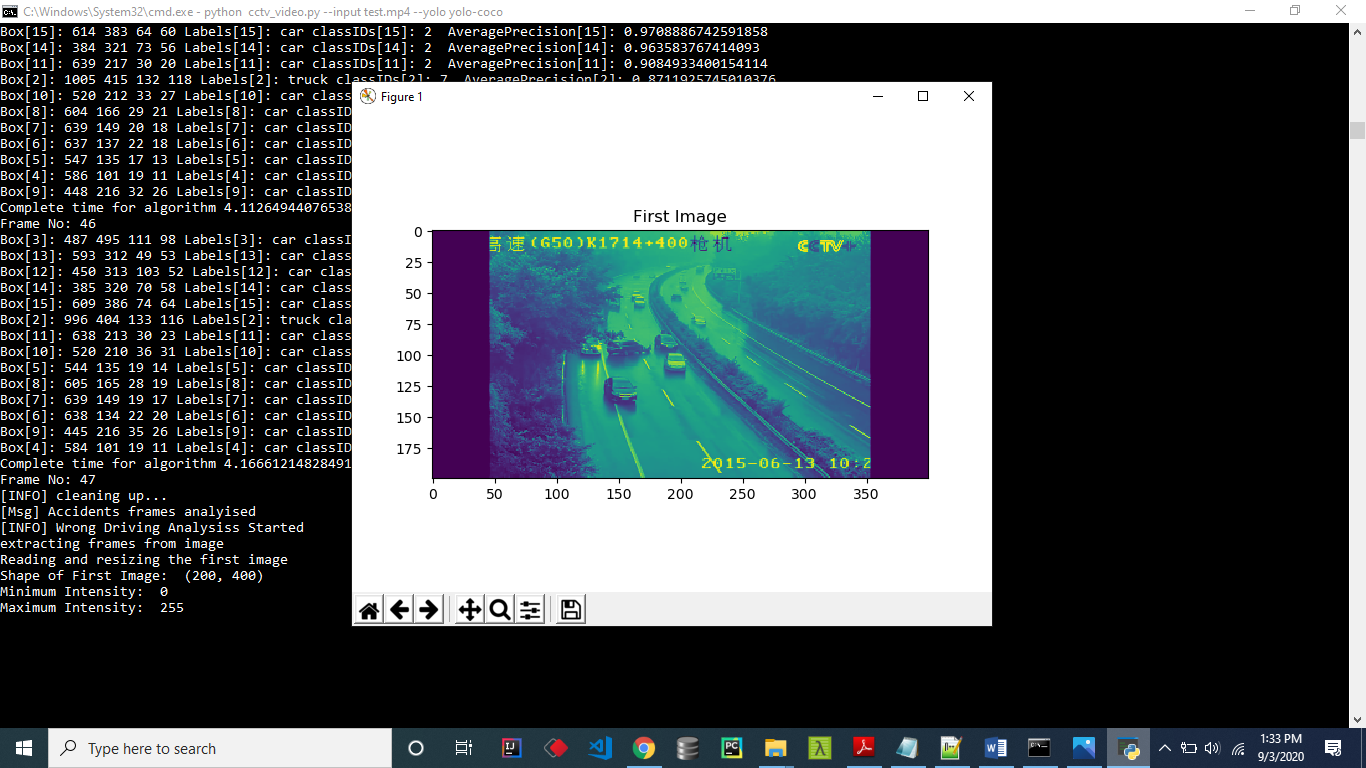 C:\Windows\System32\cmd.exe - python  cctv_video.py --input test.mp4 --yolo yolo-coco
Box[15]: 614 383 64 60 Labels[15]: car classIDs[15]: 2  AveragePrecision[15]: 0.9708886742591858
Box[14]: 384 321 73 56 Labels[14]: car classIDs[14]: 2  AveragePrecision[14]: 0.963583767414093
Box[11]: 639 217 30 20 Labels[11]: car classIDs[11]: 2  AveragePrecision[11]: 0.9084933400154114
Box[2]: 1005 415 132 118 Labels[2]: truck classIDs[2]: 7  AveragePrecision[2]: 0.8711925745010376
Box[10]: 520 212 33 27 Labels[10]: car class
Box[8]: 604 166 29 21 Labels[8]: car classID
Box[7]: 639 149 20 18 Labels[7]: car classID
Box[6]: 637 137 22 18 Labels[6]: car classID
Box[5]: 547 135 17 13 Labels[5]: car classID
Box[4]: 586 101 19 11 Labels[4]: car classID
Box[9]: 448 216 32 26 Labels[9]: car classID
Complete time for algorithm 4.11264944076538
Frame No: 46
Box[3]: 487 495 111 98 Labels[3]: car classI
Box[13]: 593 312 49 53 Labels[13]: car class
Box[12]: 450 313 103 52 Labels[12]: car clas
Box[14]: 385 320 70 58 Labels[14]: car class
Box[15]: 609 386 74 64 Labels[15]: car class
Box[2]: 996 404 133 116 Labels[2]: truck cla
Box[11]: 638 213 30 23 Labels[11]: car class
Box[10]: 520 210 36 31 Labels[10]: car class
Box[5]: 544 135 19 14 Labels[5]: car classID
Box[8]: 605 165 28 19 Labels[8]: car classID
Box[7]: 639 149 19 17 Labels[7]: car classID
Box[6]: 638 134 22 20 Labels[6]: car classID
Box[9]: 445 216 35 26 Labels[9]: car classID
Box[4]: 584 101 19 11 Labels[4]: car classID
Complete time for algorithm 4.16661214828491
Frame No: 47
[INFO] cleaning up...
[Msg] Accidents frames analyised
[INFO] Wrong Driving Analysiss Started
extracting frames from image
Reading and resizing the first image
Shape of First Image:  (200, 400)
Minimum Intensity:  0
Maximum Intensity:  255
Figure 1
First Image
高速(G50)K1714+400枪机 CCTV
2015-06-13 10:2
0
25
50
75
100
125
150
175
0 50 100 150 200 250 300 350
Type here to search
1:33 PM
9/3/2020